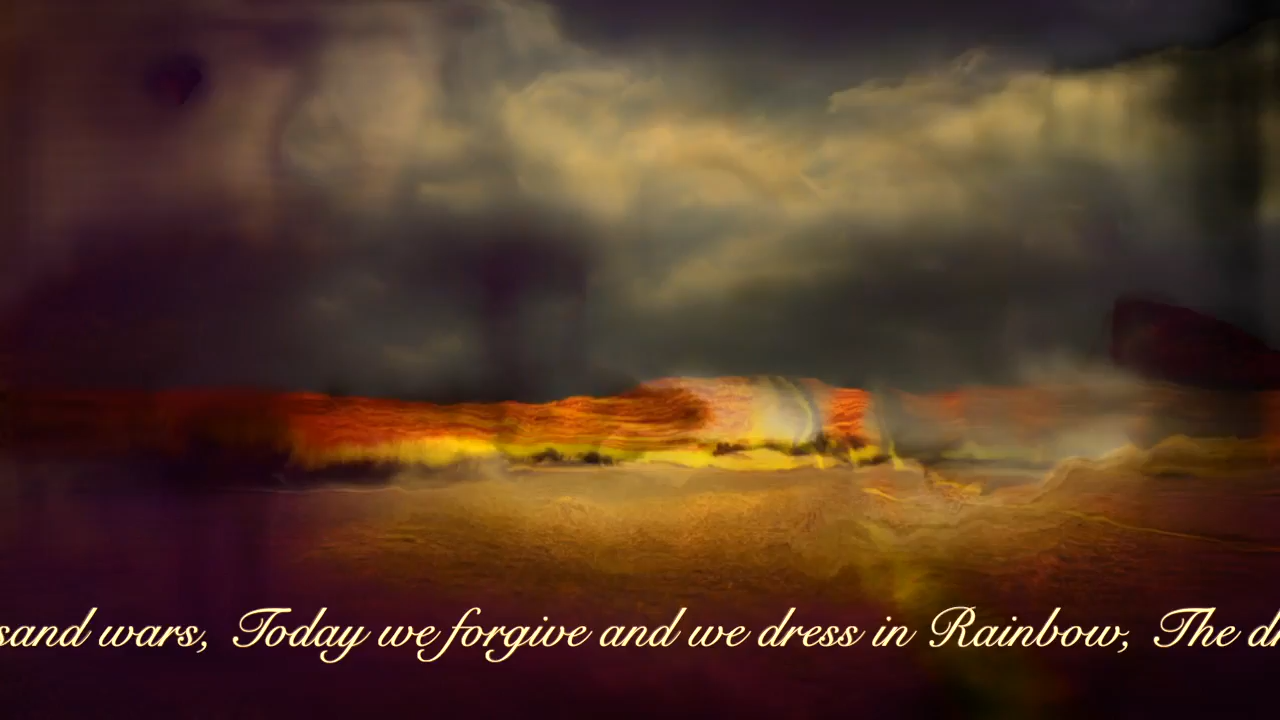 sand wars, Today we forgive and we dress in Rainbow, The